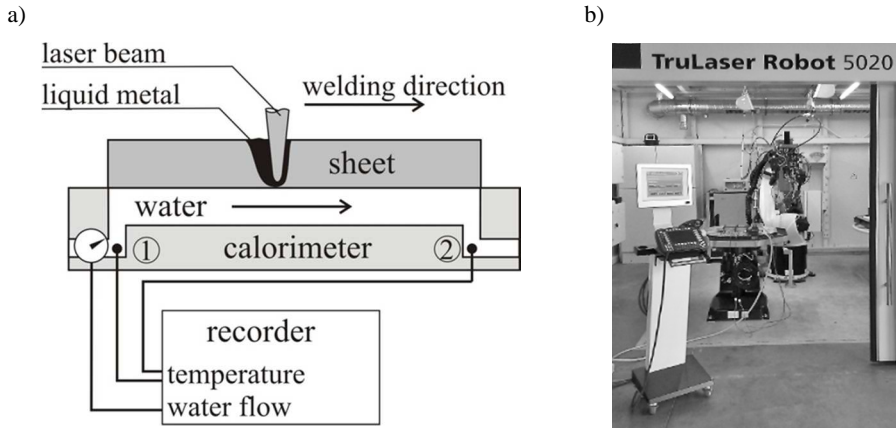 a)
laser beam
liquid metal
welding direction
sheet
water
① calorimeter ②
recorder
temperature
water flow
b)
TruLaser Robot 5020